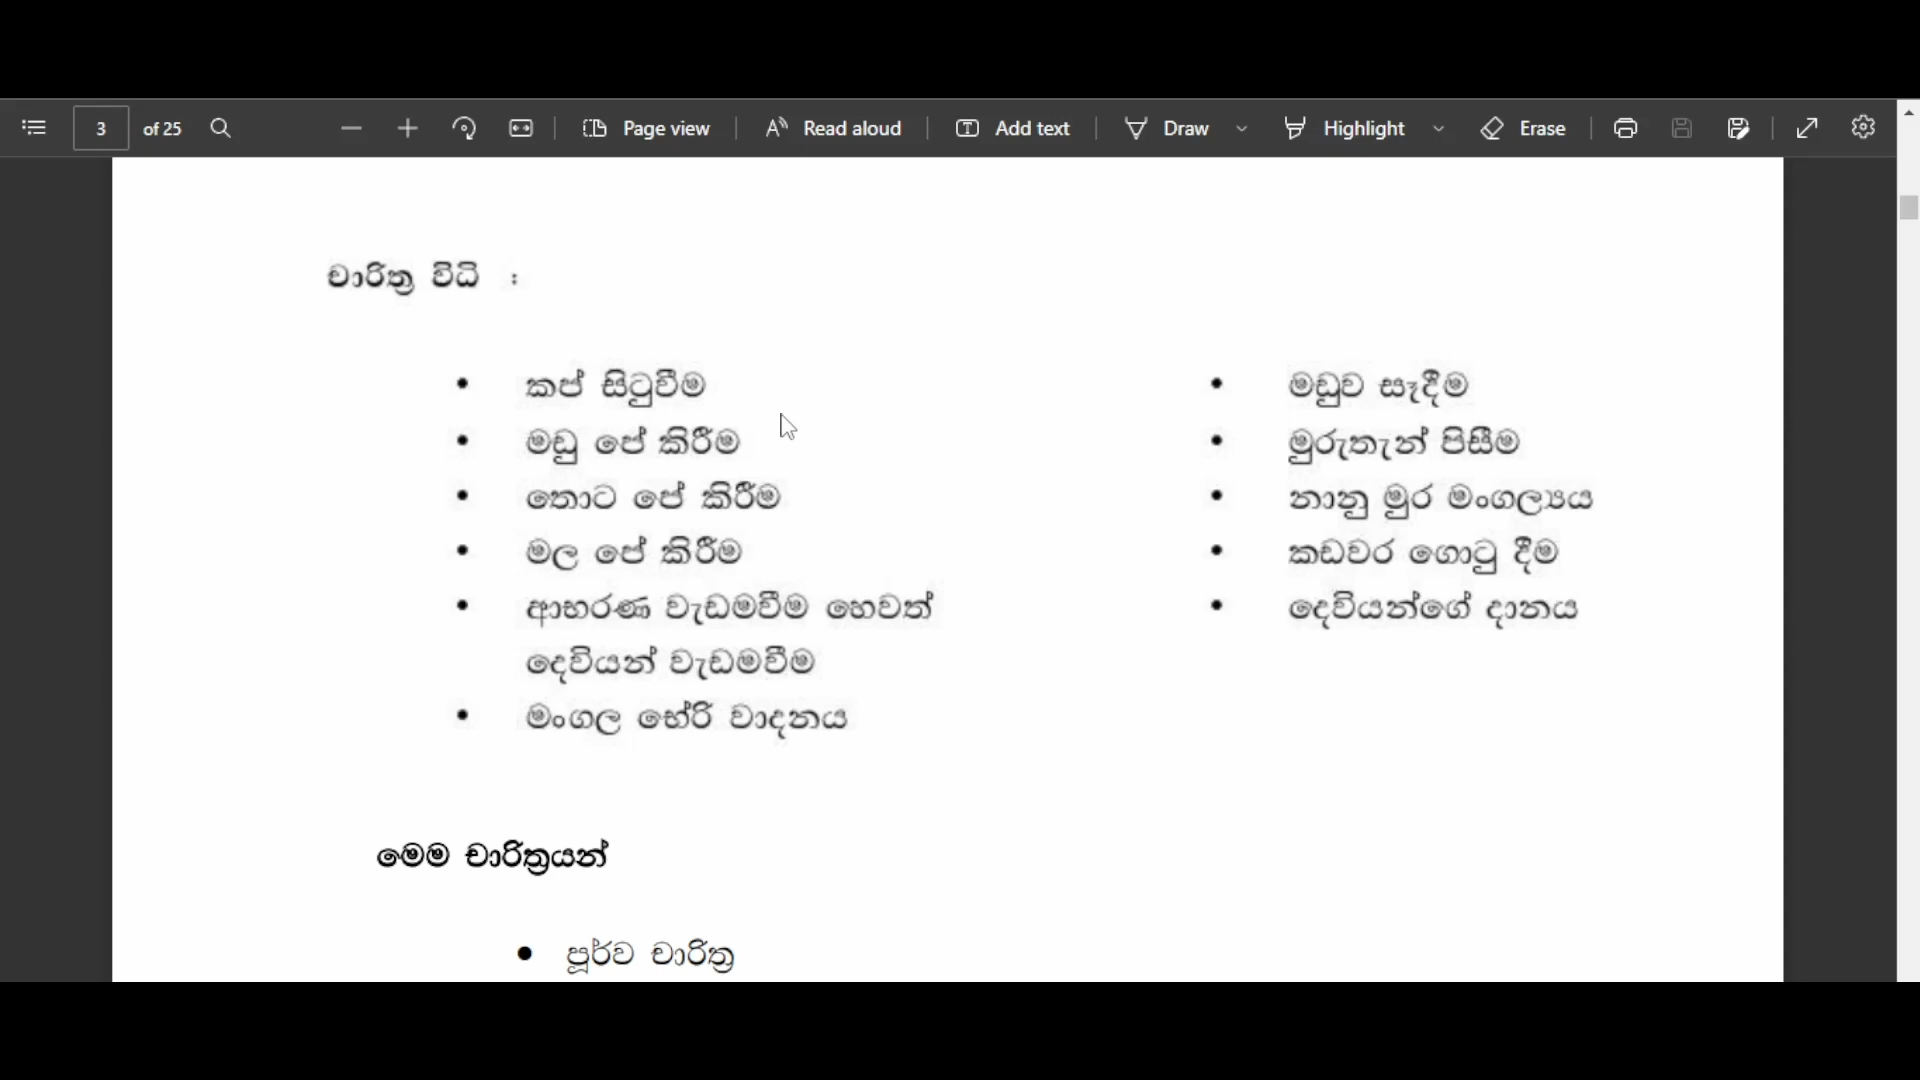 3 of 25 Page view Read aloud Add text Draw Highlight Erase
චාරිත්‍ර විධි :
• කප් සිටුවීම
• මඩු පේ කිරීම
• තොට පේ කිරීම
• මල පේ කිරීම
• ආභරණ වැඩමවීම හෙවත්
දෙවියන් වැඩමවීම
• මංගල භේරි වාදනය
• මඩුව සෑදීම
• මුරුතැන් පිසීම
• නානු මුර මංගල්‍යය
• කඩවර ගොටු දීම
• දෙවියන්ගේ දානය
මෙම චාරිත්‍රයන්
• පූර්ව චාරිත්‍ර